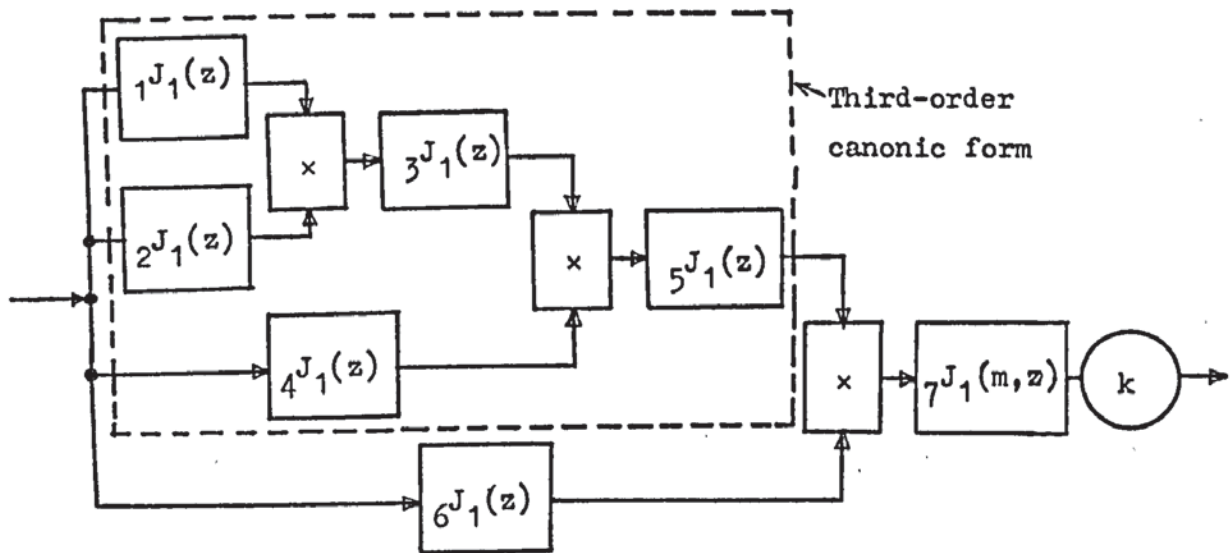 ₁J₁(z)
Third-order
canonic form
×
₃J₁(z)
₂J₁(z)
×
₅J₁(z)
₄J₁(z)
×
₇J₁(m,z)
k
₆J₁(z)